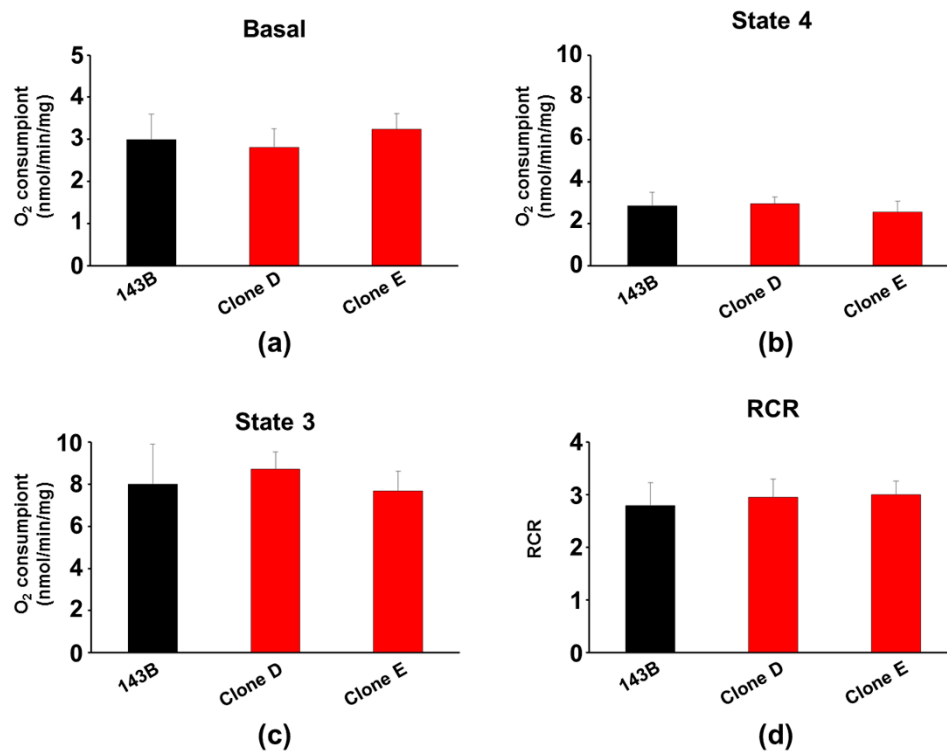 Basal
5
4
3
2
1
0
O₂ consumpiont
(nmol/min/mg)
143B
Clone D
Clone E
(a)
State 4
10
8
6
4
2
0
O₂ consumpiont
(nmol/min/mg)
143B
Clone D
Clone E
(b)
State 3
10
8
6
4
2
0
O₂ consumpiont
(nmol/min/mg)
143B
Clone D
Clone E
(c)
RCR
4
3
2
1
0
RCR
143B
Clone D
Clone E
(d)